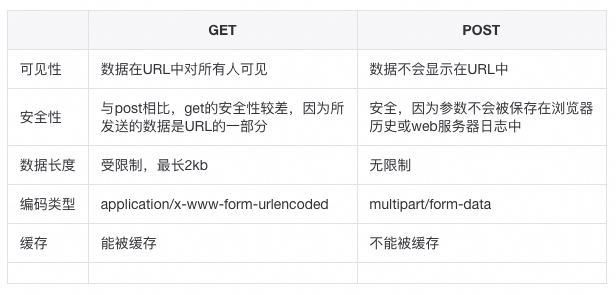 GET POST
可见性 数据在URL中对所有人可见 数据不会显示在URL中
安全性 与post相比，get的安全性较差，因为所 安全，因为参数不会被保存在浏览器
发送的数据是URL的一部分 历史或web服务器日志中
数据长度 受限制，最长2kb 无限制
编码类型 application/x-www-form-urlencoded multipart/form-data
缓存 能被缓存 不能被缓存